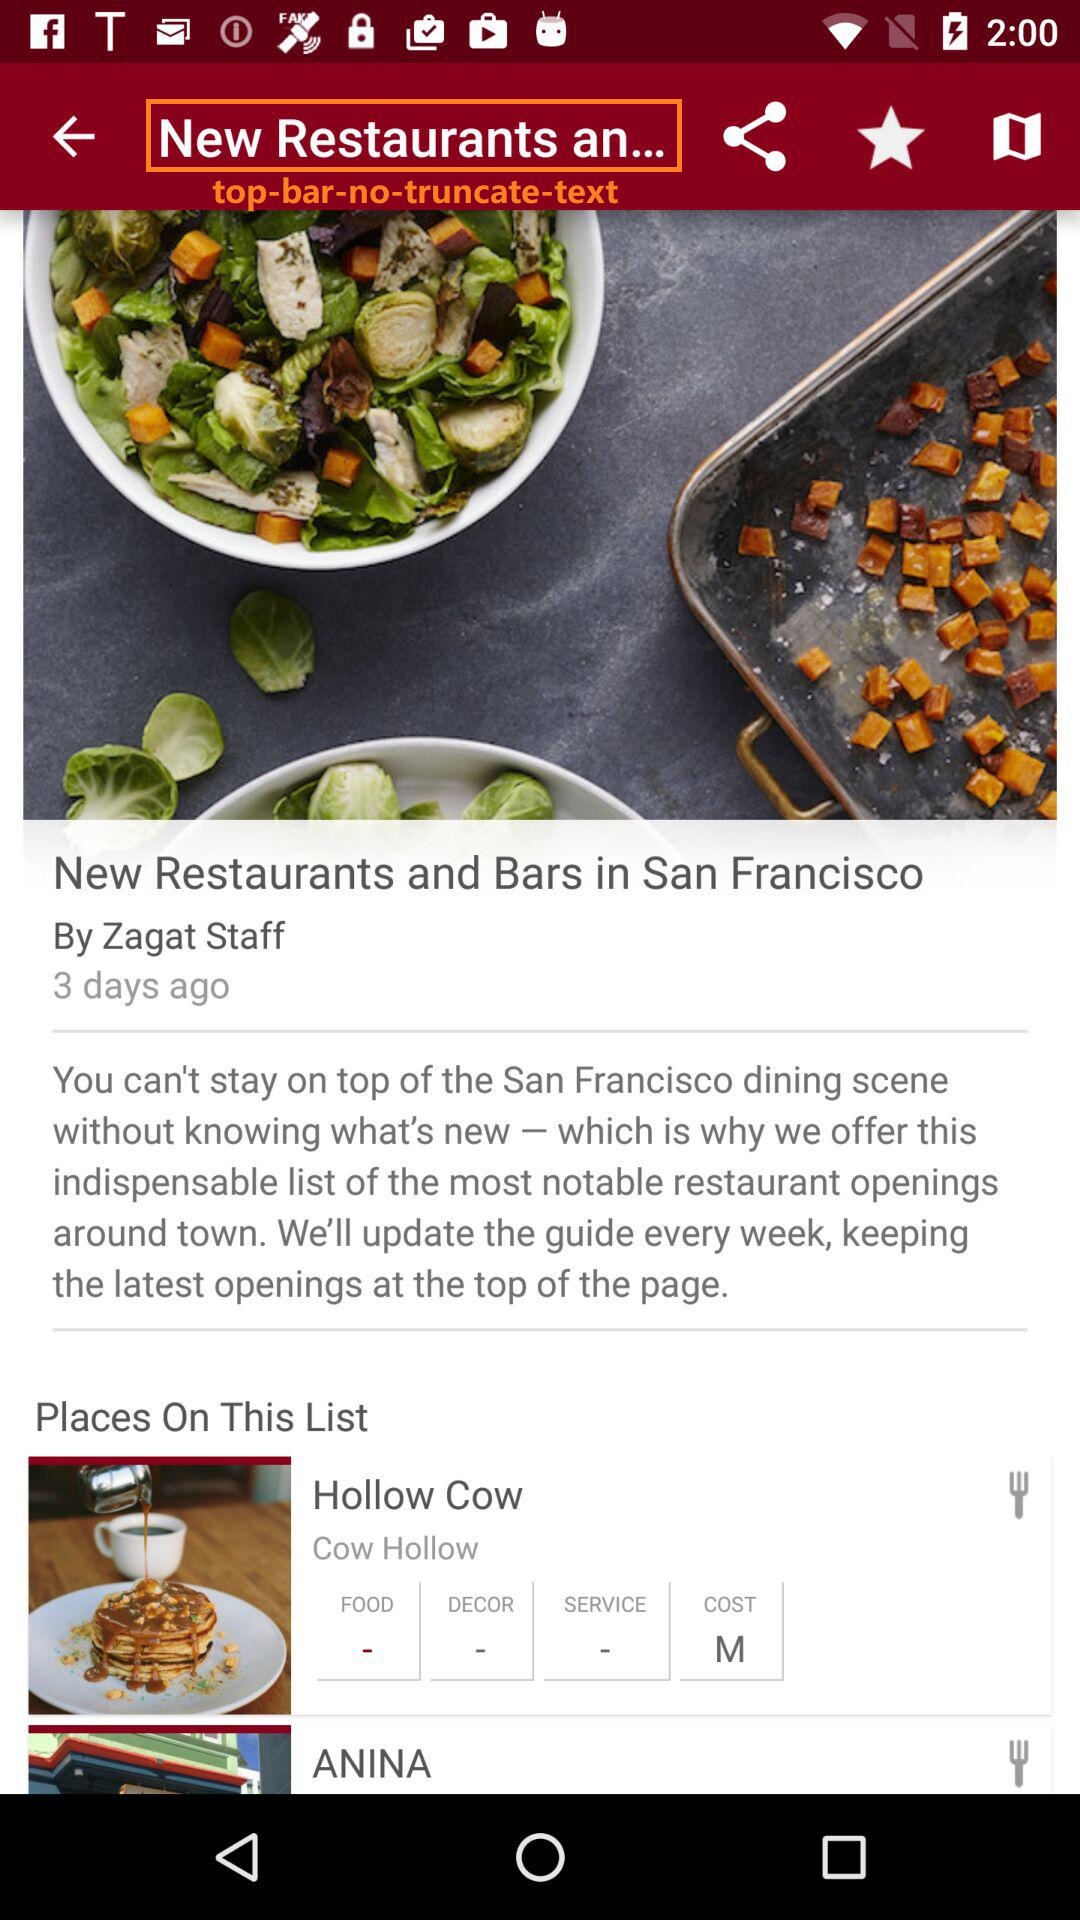 FAKE
2:00
New Restaurants an...
top-bar-no-truncate-text
New Restaurants and Bars in San Francisco
By Zagat Staff
3 days ago
You can't stay on top of the San Francisco dining scene
without knowing what’s new — which is why we offer this
indispensable list of the most notable restaurant openings
around town. We’ll update the guide every week, keeping
the latest openings at the top of the page.
Places On This List
Hollow Cow
Cow Hollow
FOOD DECOR SERVICE COST
- - - M
ANINA